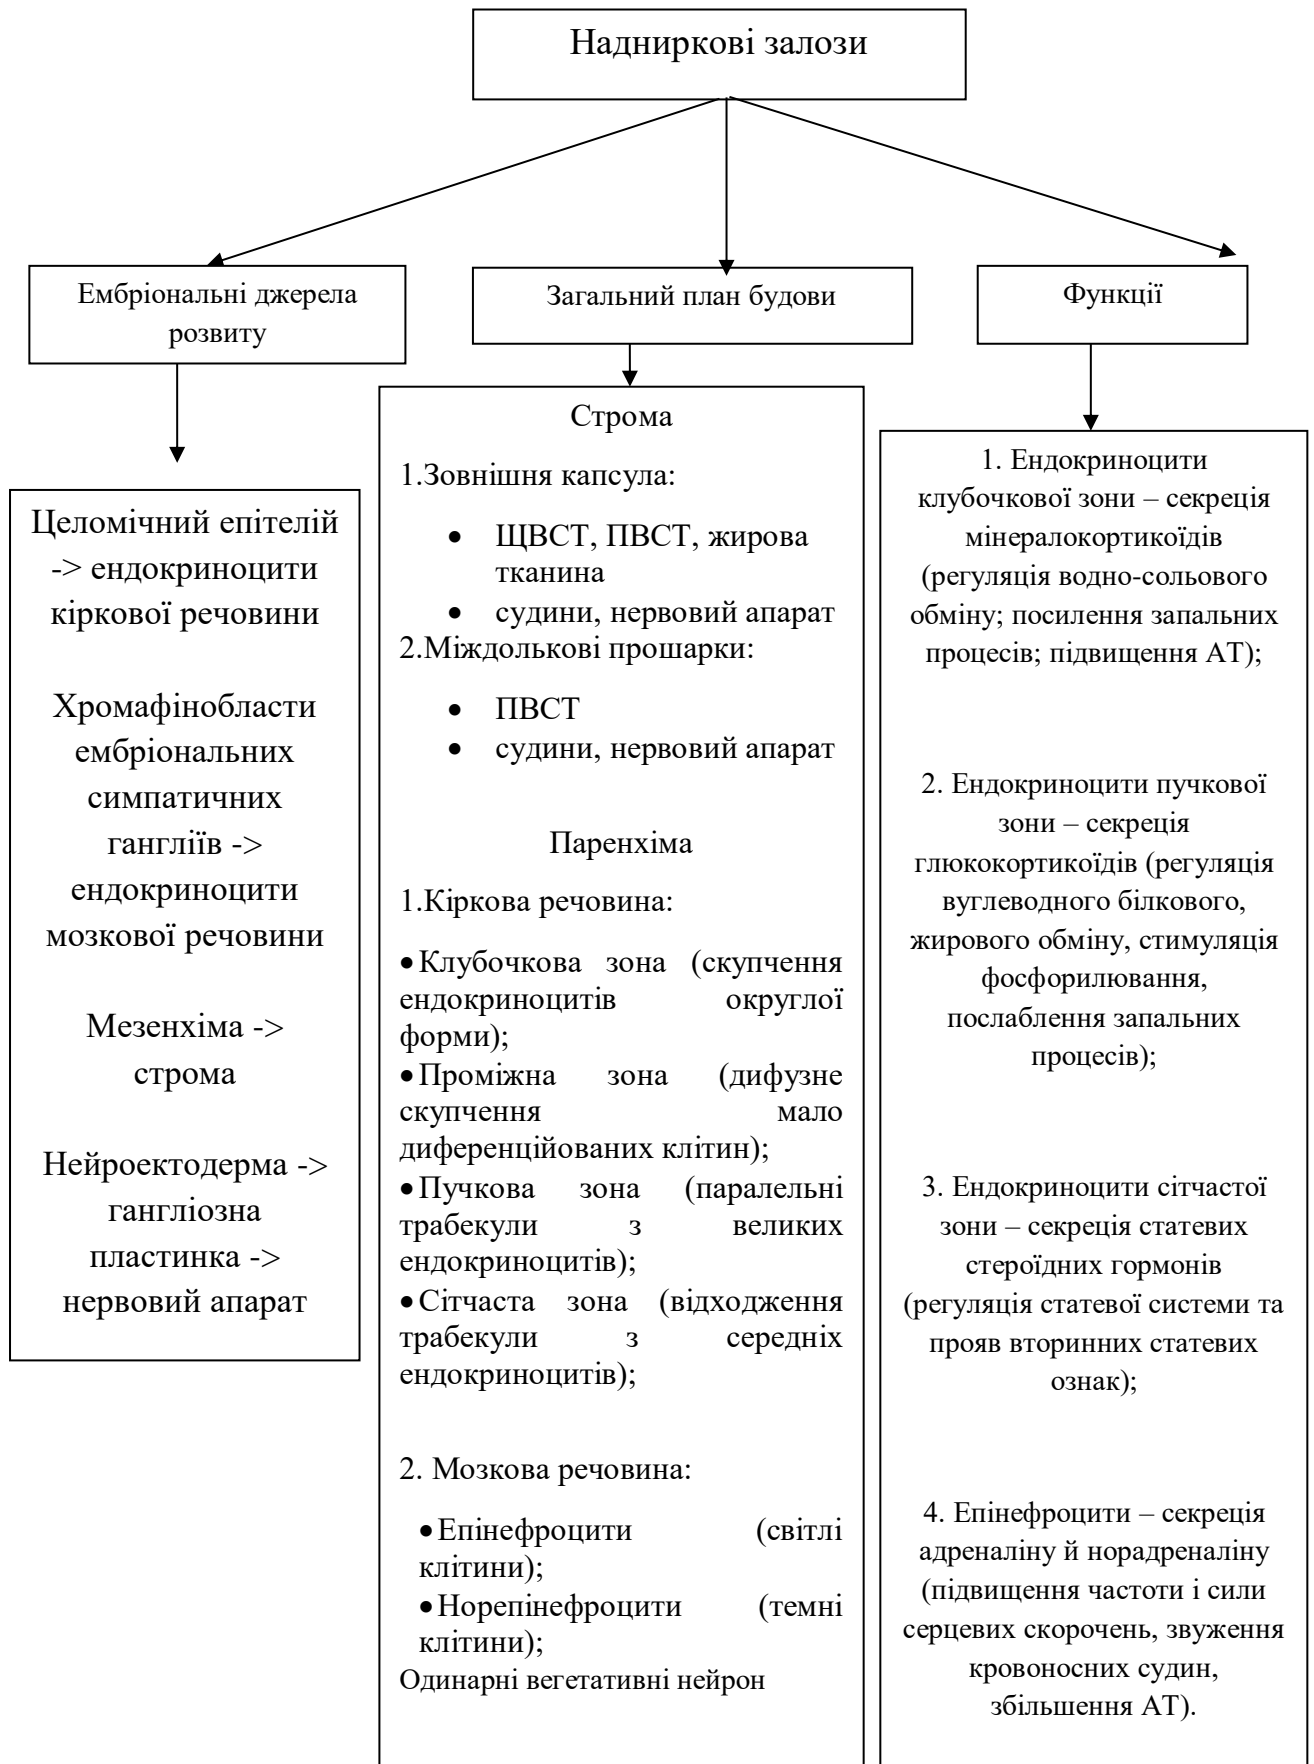 Надниркові залози
Ембріональні джерела
розвиту
Загальний план будови
Функції
Целомічний епітелій
-> ендокриноцити
кіркової речовини
Хромафінобласти
ембріональних
симпатичних
гангліїв ->
ендокриноцити
мозкової речовини
Мезенхіма ->
строма
Нейроектодерма ->
гангліозна
пластинка ->
нервовий апарат
Строма
1.Зовнішня капсула:
• ЩВСТ, ПВСТ, жирова
тканина
• судини, нервовий апарат
2.Міждолькові прошарки:
• ПВСТ
• судини, нервовий апарат
Паренхіма
1.Кіркова речовина:
•Клубочкова зона (скупчення
ендокриноцитів округлої
форми);
•Проміжна зона (дифузне
скупчення мало
диференційованих клітин);
•Пучкова зона (паралельні
трабекули з великих
ендокриноцитів);
•Сітчаста зона (відходження
трабекули з середніх
ендокриноцитів);
2. Мозкова речовина:
•Епінефроцити (світлі
клітини);
•Норепінефроцити (темні
клітини);
Одинарні вегетативні нейрон
1. Ендокриноцити
клубочкової зони – секреція
мінералокортикоїдів
(регуляція водно-сольового
обміну; посилення запальних
процесів; підвищення АТ);
2. Ендокриноцити пучкової
зони – секреція
глюкокортикоїдів (регуляція
вуглеводного білкового,
жирового обміну, стимуляція
фосфорилювання,
послаблення запальних
процесів);
3. Ендокриноцити сітчастої
зони – секреція статевих
стероїдних гормонів
(регуляція статевої системи та
прояв вторинних статевих
ознак);
4. Епінефроцити – секреція
адреналіну й норадреналіну
(підвищення частоти і сили
серцевих скорочень, звуження
кровоносних судин,
збільшення АТ).